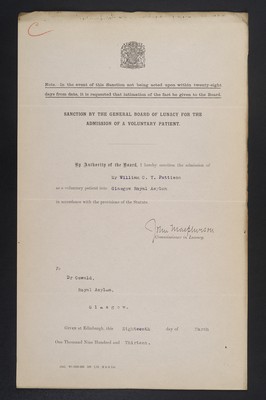 C
Note.—In the event of this Sanction not being acted upon within twenty-eight
days from date, it is requested that intimation of the fact be given to the Board.
SANCTION BY THE GENERAL BOARD OF LUNACY FOR THE
ADMISSION OF A VOLUNTARY PATIENT.
By Authority of the Board, I hereby sanction the admission of
Mr William
as a voluntary patient into Glasgow Royal Asylum
in accordance with the provisions of the Statute.
John Macpherson
Commissioner in Lunacy
To
Dr Oswald,
Royal Asylum,
Glasgow.
Given at Edinburgh this Eighteenth day of March
One Thousand Nine Hundred and Thirteen.